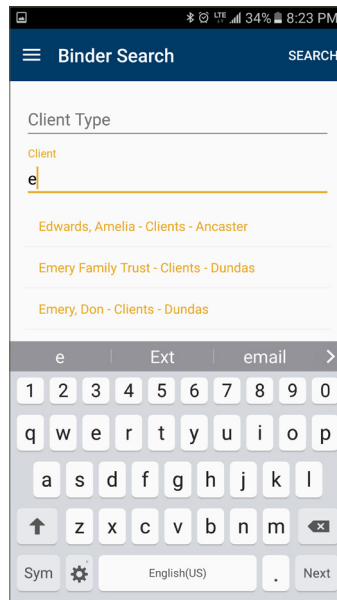 LTE 34% 8:23 PM
Binder Search SEARCH
Client Type
Client
e
Edwards, Amelia - Clients - Ancaster
Emery Family Trust - Clients - Dundas
Emery, Don - Clients - Dundas
e Ext email
1 2 3 4 5 6 7 8 9 0
q w e r t y u i o p
a s d f g h j k l
z x c v b n m
Sym English(US) . Next